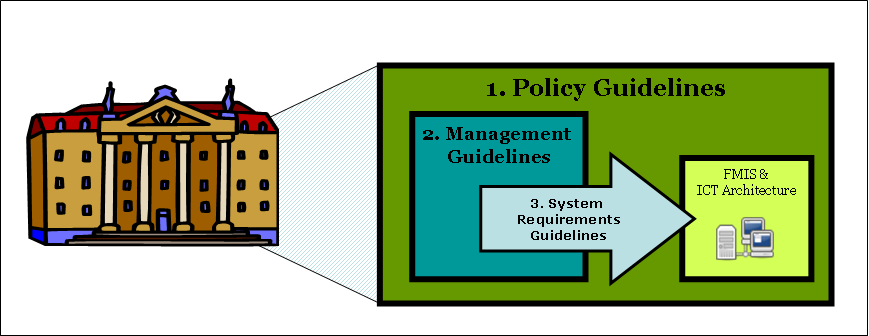 1. Policy Guidelines
2. Management
Guidelines
3. System
Requirements
Guidelines
FMIS &
ICT Architecture